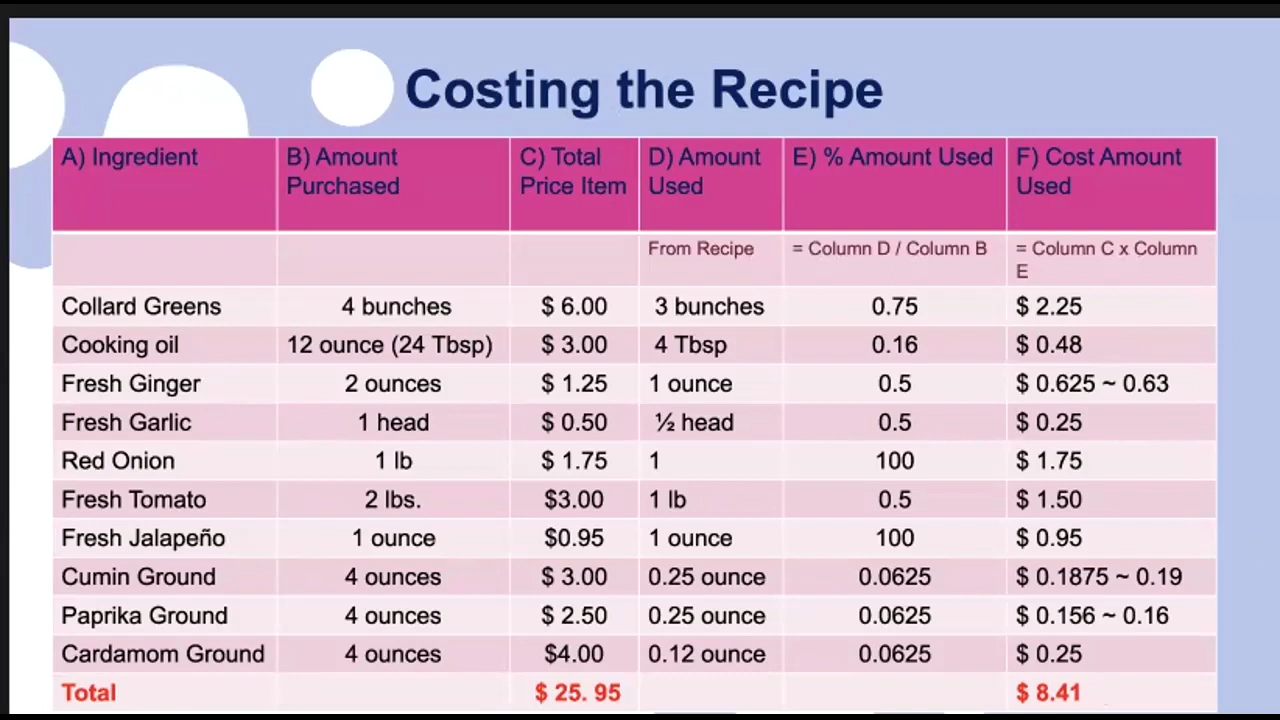 Costing the Recipe
A) Ingredient B) Amount Purchased C) Total Price Item D) Amount Used E) % Amount Used F) Cost Amount Used
From Recipe = Column D / Column B = Column C x Column E
Collard Greens 4 bunches $ 6.00 3 bunches 0.75 $ 2.25
Cooking oil 12 ounce (24 Tbsp) $ 3.00 4 Tbsp 0.16 $ 0.48
Fresh Ginger 2 ounces $ 1.25 1 ounce 0.5 $ 0.625 ~ 0.63
Fresh Garlic 1 head $ 0.50 ½ head 0.5 $ 0.25
Red Onion 1 lb $ 1.75 1 100 $ 1.75
Fresh Tomato 2 lbs. $3.00 1 lb 0.5 $ 1.50
Fresh Jalapeño 1 ounce $0.95 1 ounce 100 $ 0.95
Cumin Ground 4 ounces $ 3.00 0.25 ounce 0.0625 $ 0.1875 ~ 0.19
Paprika Ground 4 ounces $ 2.50 0.25 ounce 0.0625 $ 0.156 ~ 0.16
Cardamom Ground 4 ounces $4.00 0.12 ounce 0.0625 $ 0.25
Total $ 25. 95 $ 8.41